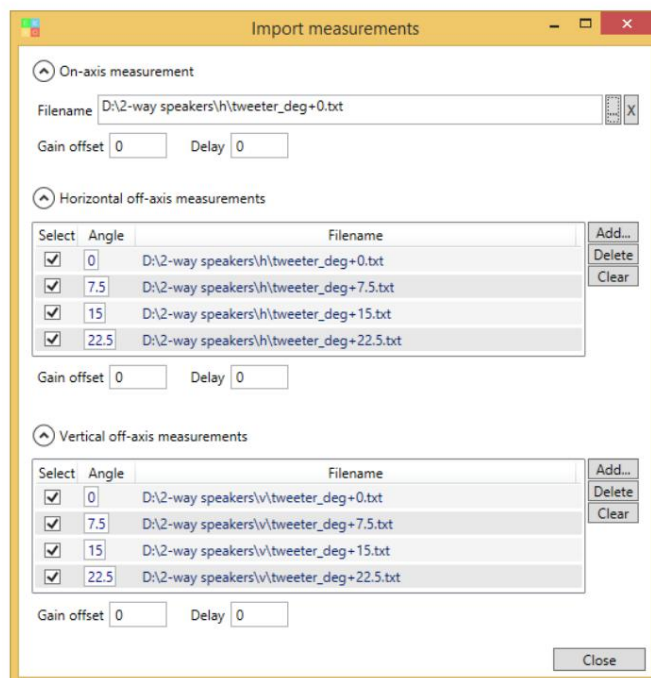 Import measurements
On-axis measurement
Filename D:\2-way speakers\h\tweeter_deg+0.txt ... X
Gain offset 0 Delay 0
Horizontal off-axis measurements
Select Angle Filename Add...
0 D:\2-way speakers\h\tweeter_deg+0.txt Delete
7.5 D:\2-way speakers\h\tweeter_deg+7.5.txt Clear
15 D:\2-way speakers\h\tweeter_deg+15.txt
22.5 D:\2-way speakers\h\tweeter_deg+22.5.txt
Gain offset 0 Delay 0
Vertical off-axis measurements
Select Angle Filename Add...
0 D:\2-way speakers\v\tweeter_deg+0.txt Delete
7.5 D:\2-way speakers\v\tweeter_deg+7.5.txt Clear
15 D:\2-way speakers\v\tweeter_deg+15.txt
22.5 D:\2-way speakers\v\tweeter_deg+22.5.txt
Gain offset 0 Delay 0
Close